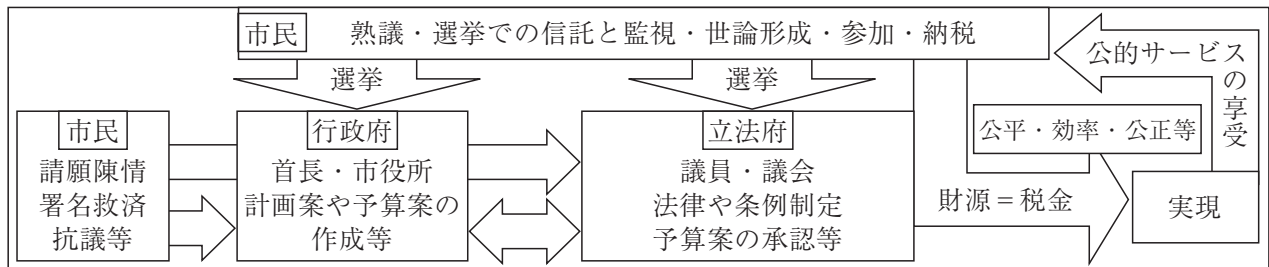 市民 熟議・選挙での信託と監視・世論形成・参加・納税
選挙
選挙
公的サービスの享受
市民
請願陳情
署名救済
抗議等
行政府
首長・市役所
計画案や予算案の
作成等
立法府
議員・議会
法律や条例制定
予算案の承認等
公平・効率・公正等
財源=税金
実現